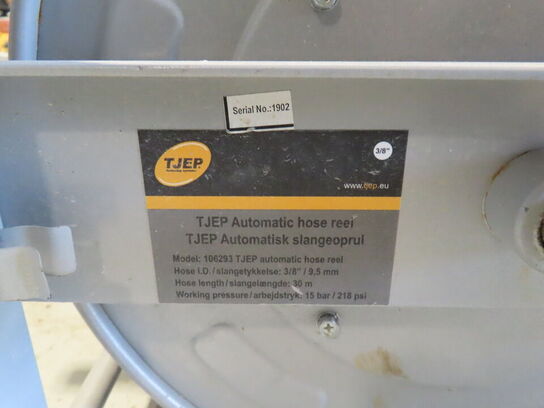 Serial No.:1902
TJEP
3/8"
www.tjep.eu
TJEP Automatic hose reel
TJEP Automatisk slangeoprul
Model: 106293 TJEP automatic hose reel
Hose I.D./slangetykkelse: 3/8" / 9,5 mm
Hose length/slangelængde: 30 m
Working pressure/arbejdstryk: 15 bar / 218 psi